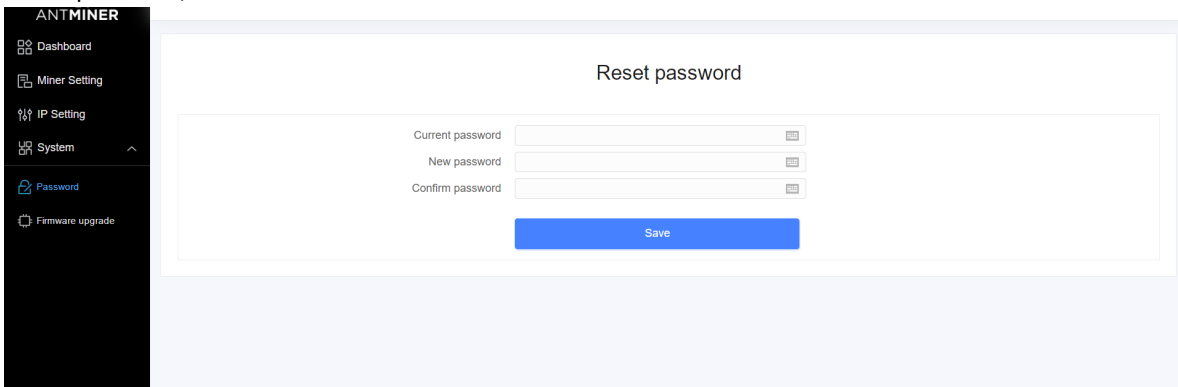 ANTMINER
Dashboard
Miner Setting
IP Setting
System
Password
Firmware upgrade
Reset password
Current password
New password
Confirm password
Save